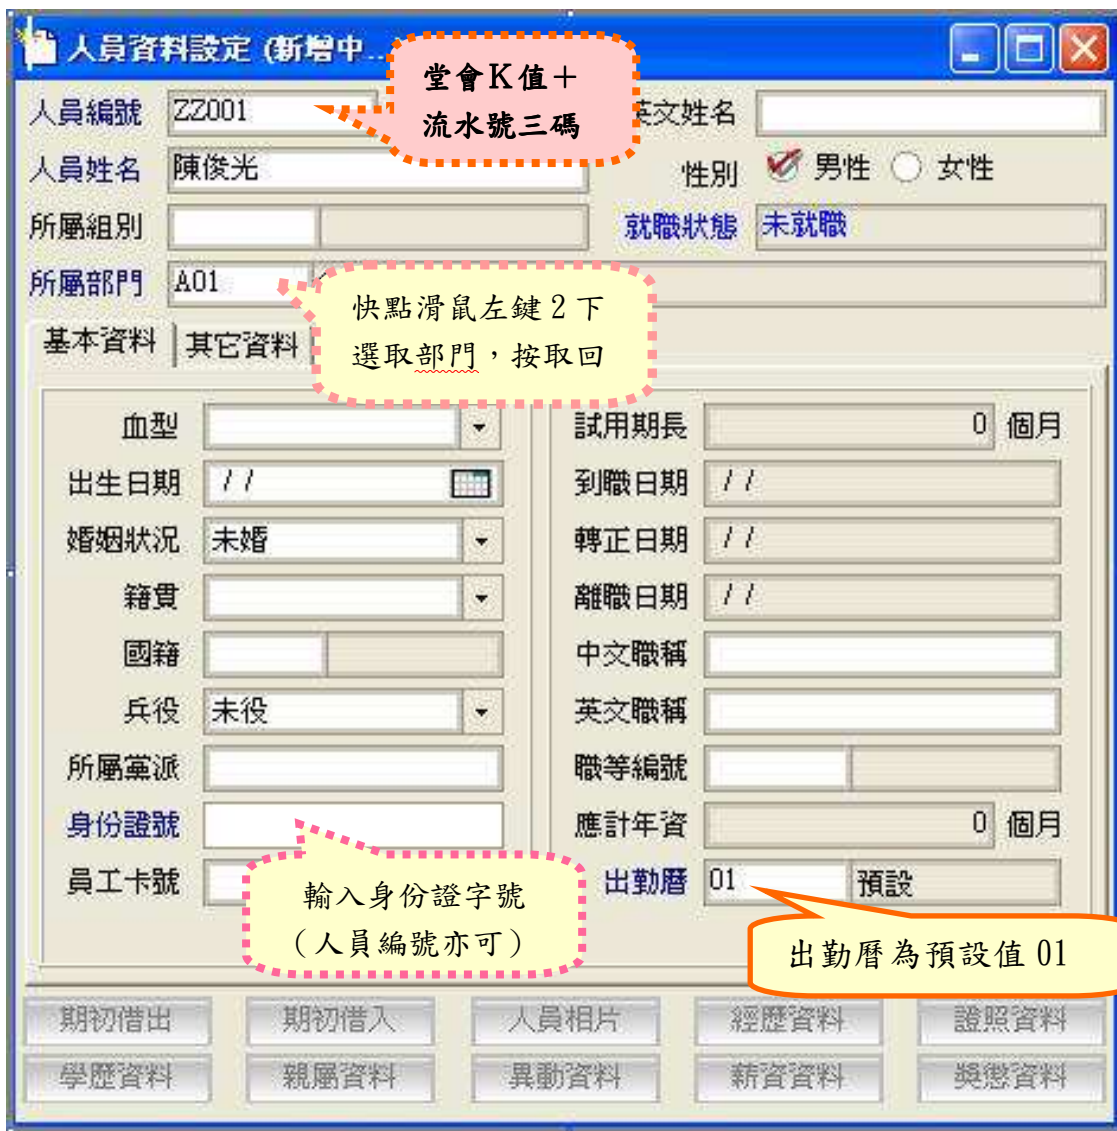 人員資料設定 (新增中...
堂會K值＋
流水號三碼
人員編號 ZZ001
英文姓名
人員姓名 陳俊光
性別 男性 女性
所屬組別
就職狀態 未就職
所屬部門 A01
快點滑鼠左鍵2下
選取部門，按取回
基本資料 其它資料
血型
試用期長 0 個月
出生日期 / /
到職日期 / /
婚姻狀況 未婚
轉正日期 / /
籍貫
離職日期 / /
國籍
中文職稱
兵役 未役
英文職稱
所屬黨派
職等編號
身份證號
應計年資 0 個月
員工卡號
出勤曆 01 預設
輸入身份證字號
（人員編號亦可）
出勤曆為預設值 01
期初借出 期初借入 人員相片 經歷資料 證照資料
學歷資料 親屬資料 異動資料 薪資資料 獎懲資料